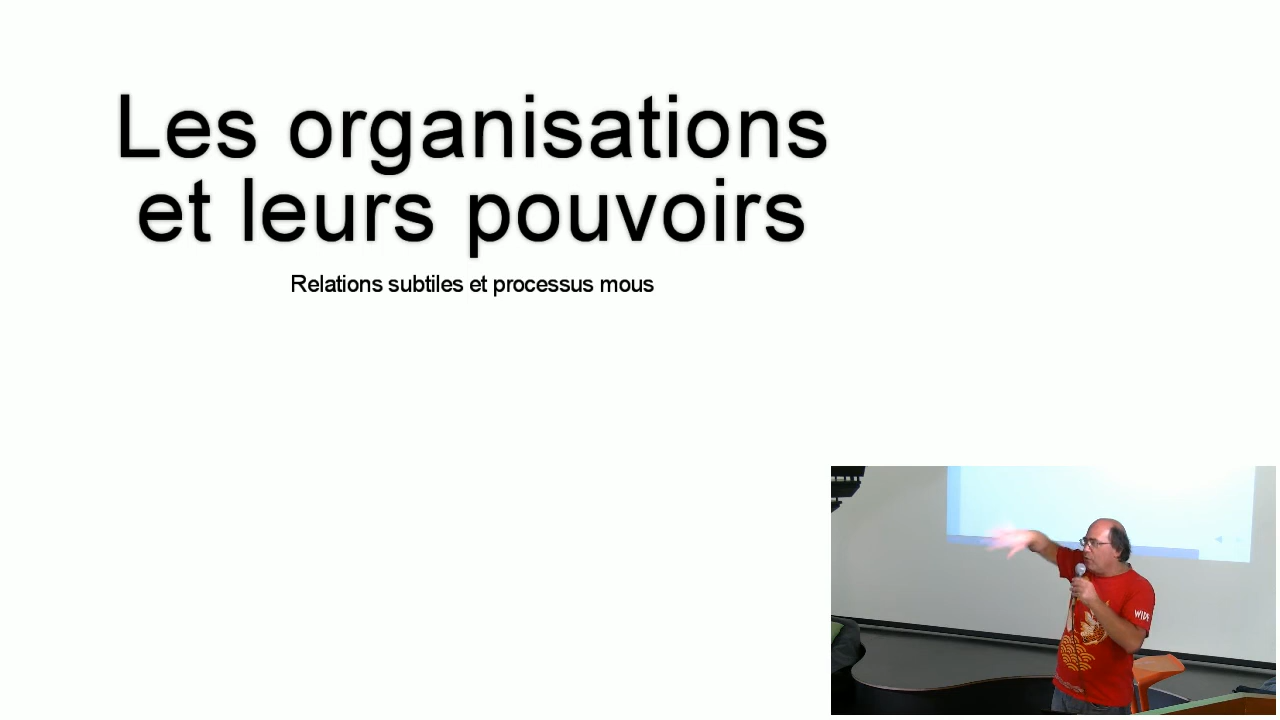 Les organisations
et leurs pouvoirs
Relations subtiles et processus mous